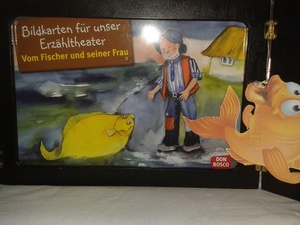 Bildkarten für unser
Erzähltheater
Vom Fischer und seiner Frau
DON
BOSCO